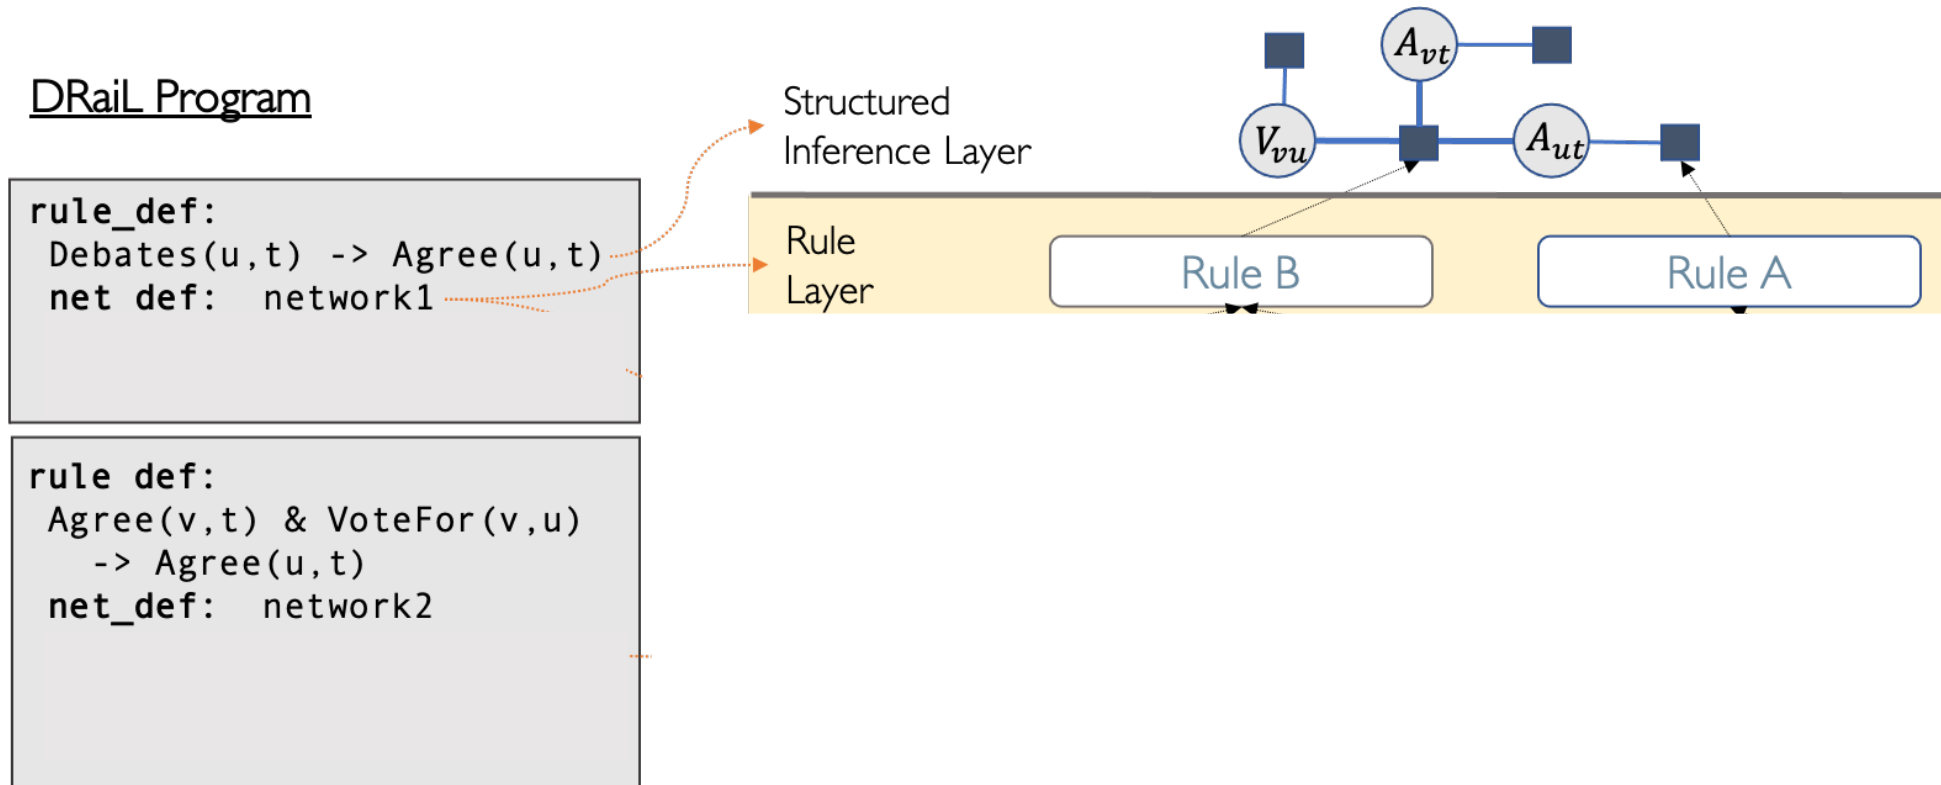 DRaiL Program
rule_def:
Debates(u,t) -> Agree(u,t)
net def: network1
rule def:
Agree(v,t) & VoteFor(v,u)
-> Agree(u,t)
net_def: network2
Structured
Inference Layer
A_vt
V_vu
A_ut
Rule
Layer
Rule B
Rule A